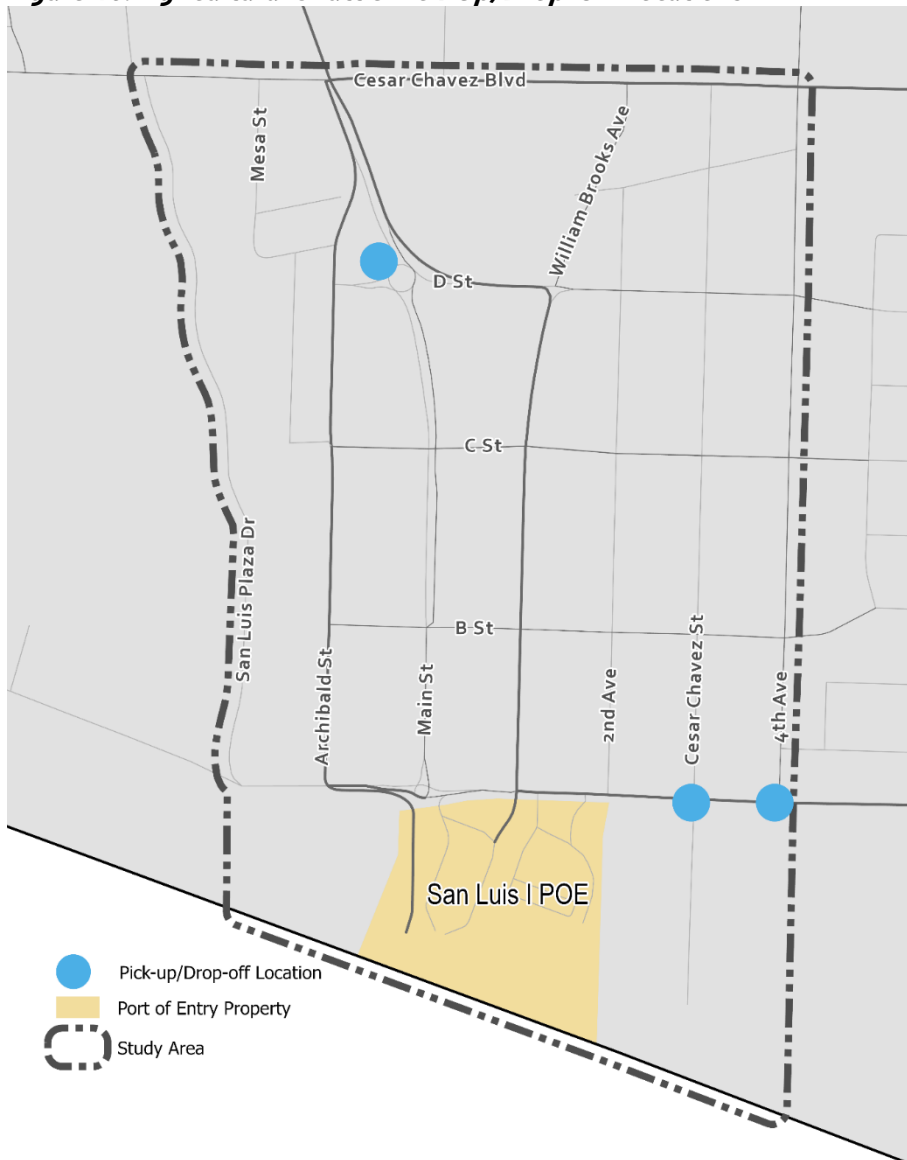 Cesar Chavez Blvd
Mesa St
William Brooks Ave
D St
C St
San Luis Plaza Dr
B St
Archibald St
Main St
2nd Ave
Cesar Chavez St
4th Ave
San Luis I POE
Pick-up/Drop-off Location
Port of Entry Property
Study Area